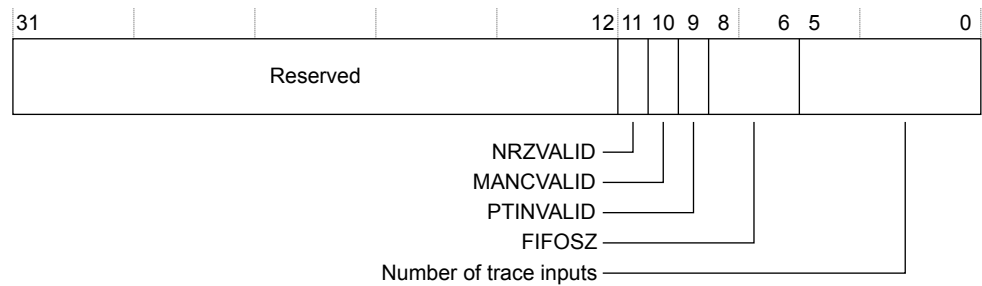 31 12 11 10 9 8 6 5 0
Reserved
NRZVALID
MANCVALID
PTINVALID
FIFOSZ
Number of trace inputs